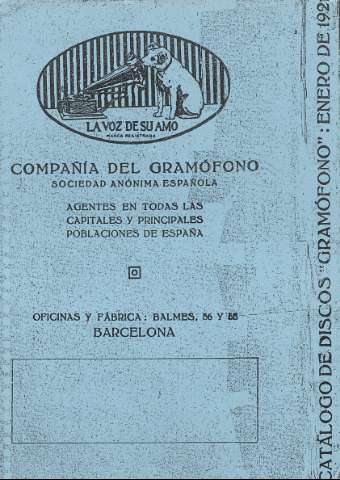 LA VOZ DE SU AMO
MARCA REGISTRADA
COMPAÑÍA DEL GRAMÓFONO
SOCIEDAD ANÓNIMA ESPAÑOLA
AGENTES EN TODAS LAS
CAPITALES Y PRINCIPALES
POBLACIONES DE ESPAÑA
OFICINAS Y FÁBRICA: BALMES, 56 Y 58
BARCELONA
CATÁLOGO DE DISCOS "GRAMÓFONO": ENERO DE